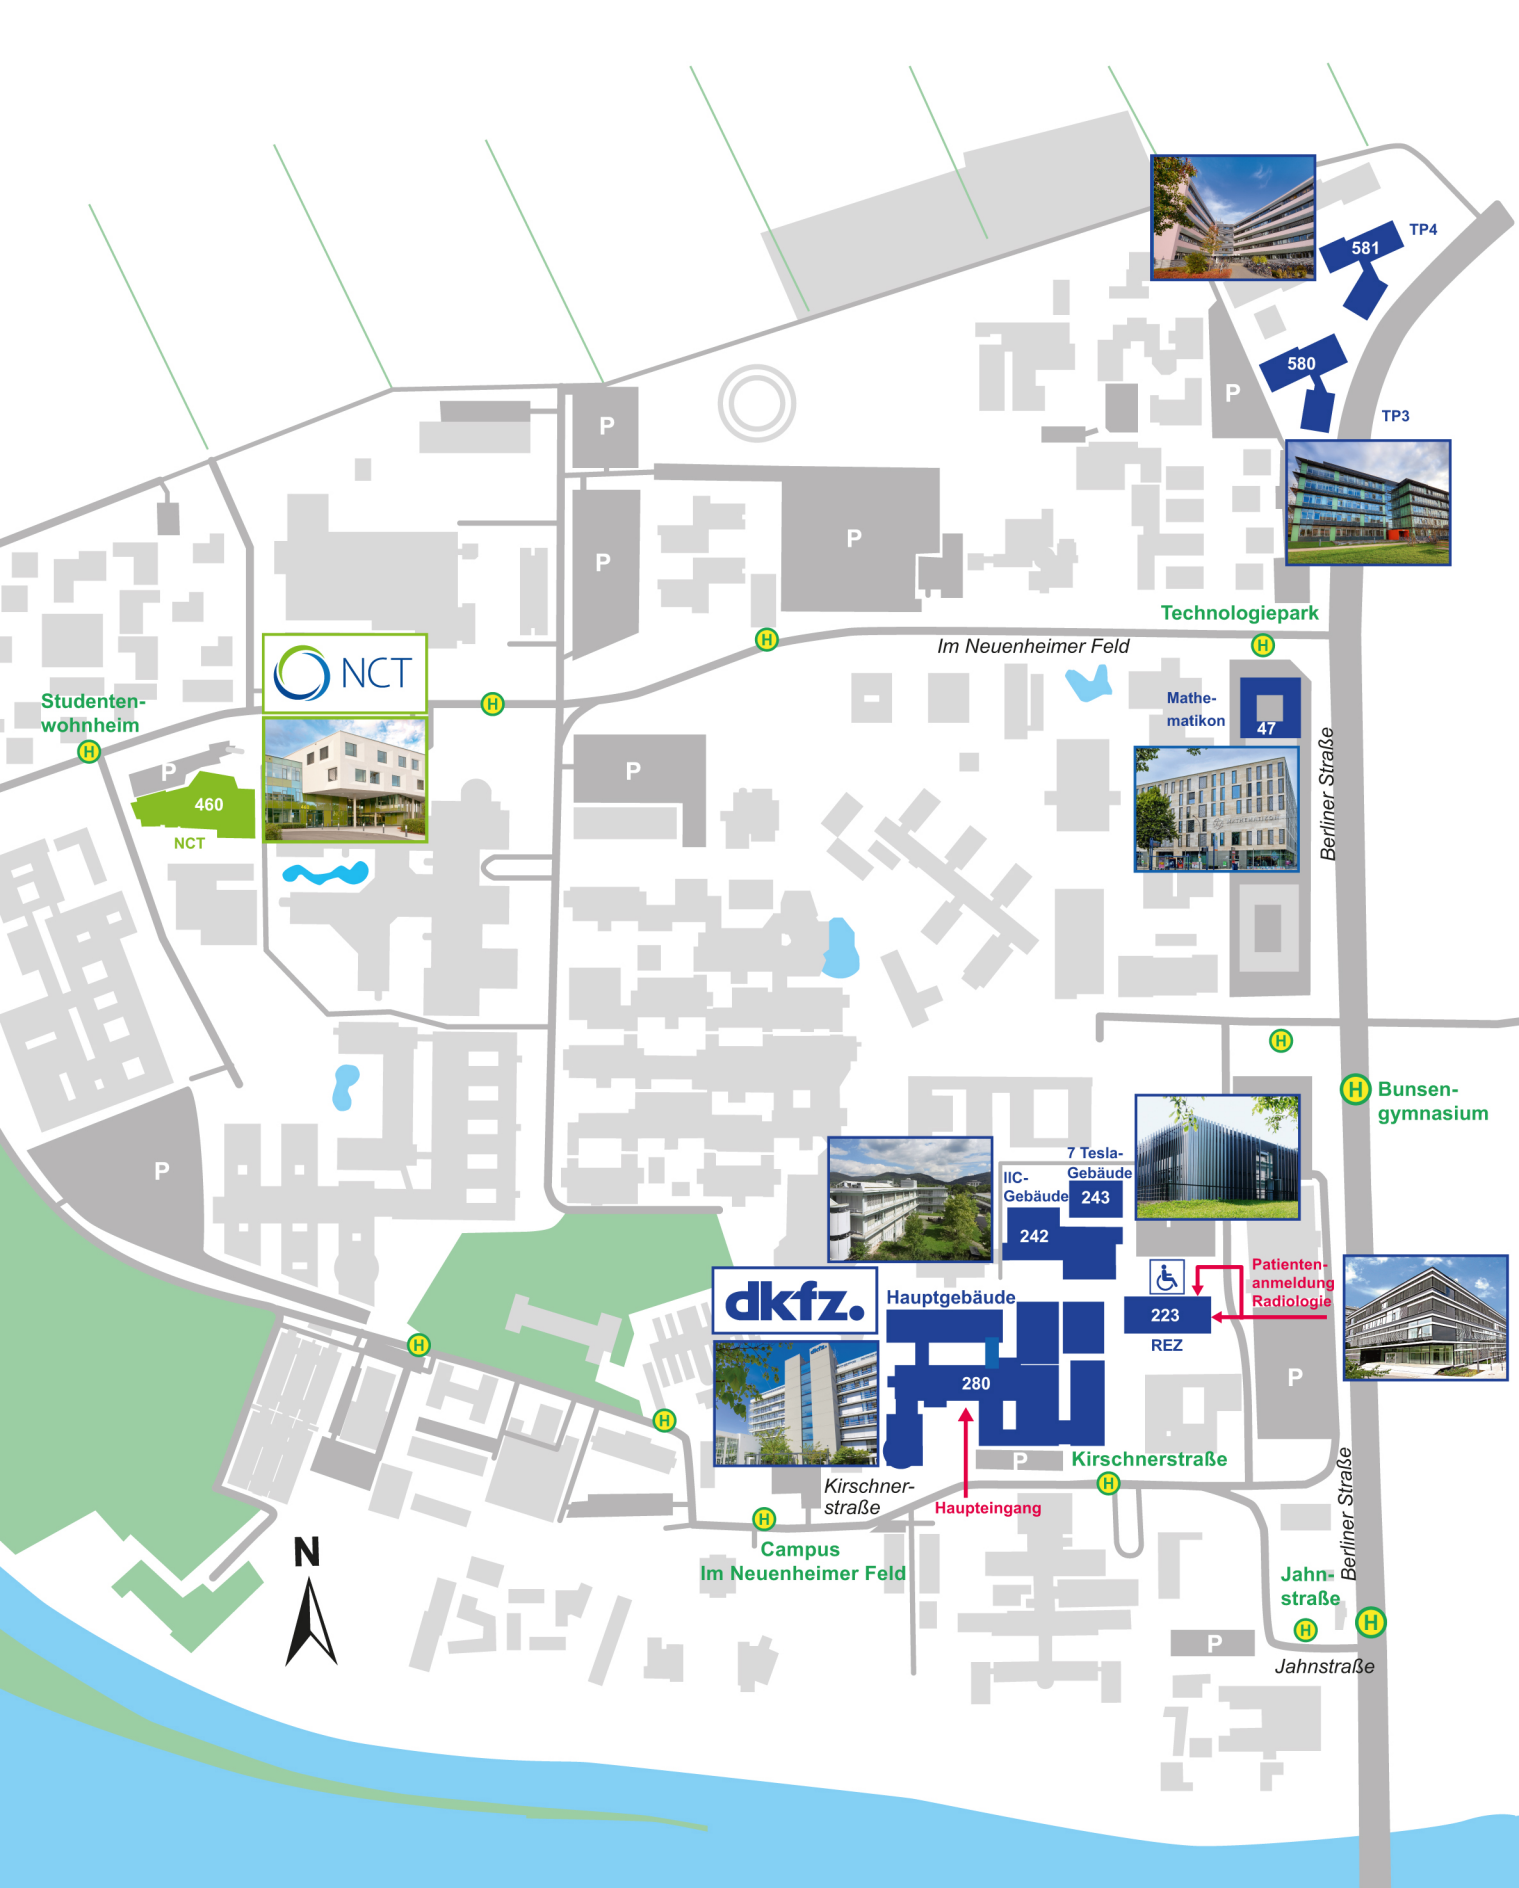 581
TP4
580
P
TP3
P
P
P
Technologiepark
H
H
Im Neuenheimer Feld
NCT
H
Studenten-
wohnheim
H
Mathe-
matikon
47
Berliner Straße
P
P
460
NCT
MATHEMATIKON
H
H
Bunsen-
gymnasium
P
7 Tesla-
Gebäude
IIC-
Gebäude
243
242
Patienten-
anmeldung
Radiologie
dkfz.
Hauptgebäude
223
REZ
H
dkfz.
280
P
H
Kirschnerstraße
P
H
Kirschner-
straße
Haupteingang
Berliner Straße
H
Campus
Im Neuenheimer Feld
N
Jahn-
straße
H
H
P
Jahnstraße